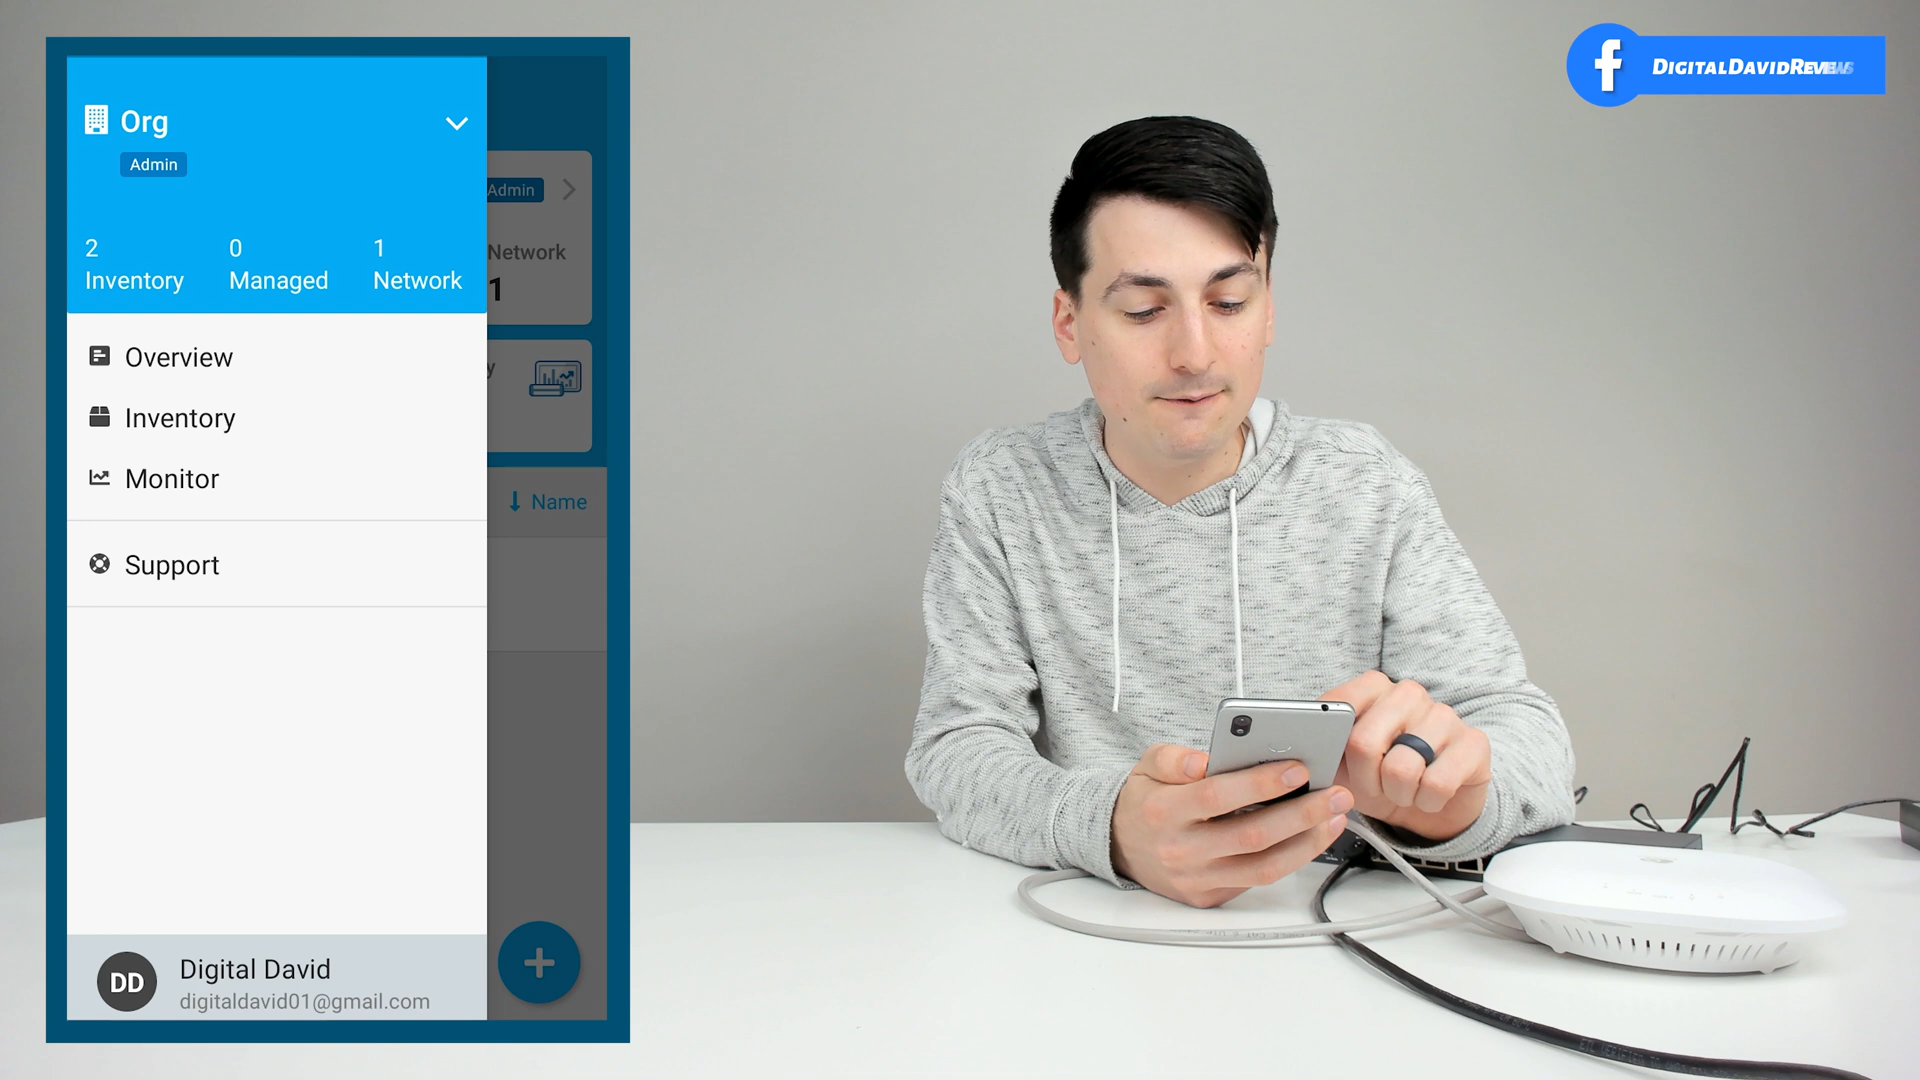 Org
Admin
2 0 1
Inventory Managed Network
Overview
Inventory
Monitor
Support
Digital David
DD
digitaldavid01@gmail.com
Admin
Network
1
y
Name
DigitalDavidReviews